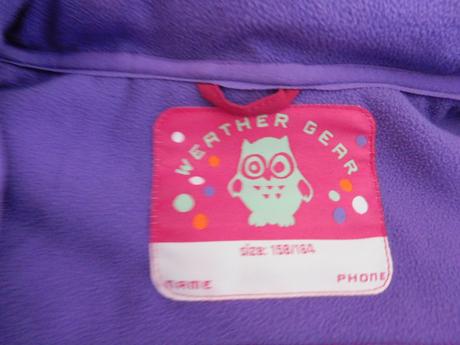 WEATHER GEAR
size: 158/164
NAME PHONE